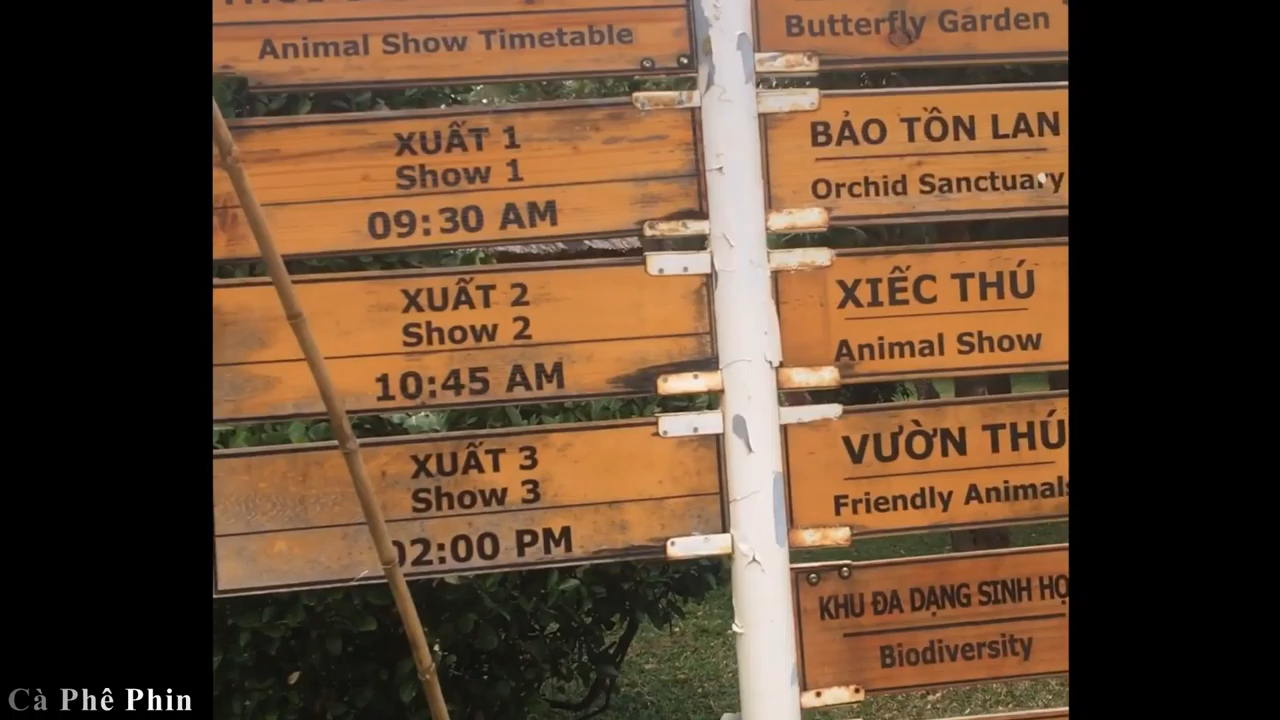 Animal Show Timetable
XUẤT 1
Show 1
09:30 AM
XUẤT 2
Show 2
10:45 AM
XUẤT 3
Show 3
02:00 PM
Butterfly Garden
BẢO TỒN LAN
Orchid Sanctuary
XIẾC THÚ
Animal Show
VƯỜN THÚ
Friendly Animals
KHU ĐA DẠNG SINH
Biodiversity
Cà Phê Phin